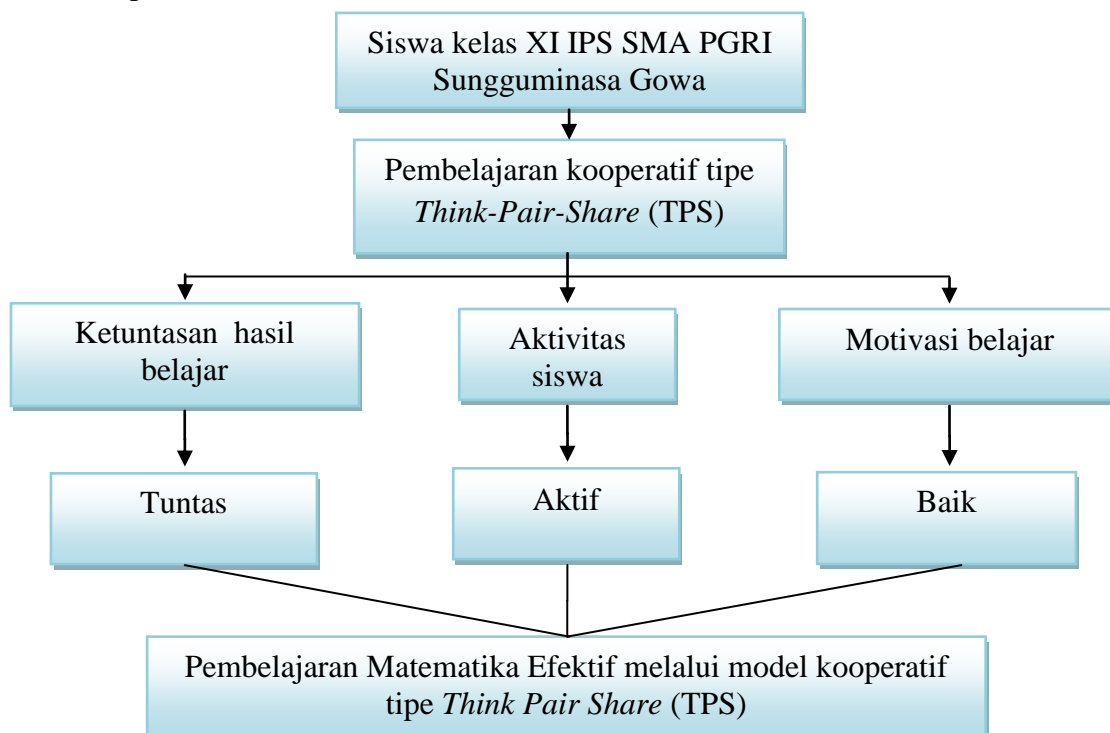 Siswa kelas XI IPS SMA PGRI
Sungguminasa Gowa
Pembelajaran kooperatif tipe
Think-Pair-Share (TPS)
Ketuntasan hasil
belajar
Aktivitas
siswa
Motivasi belajar
Tuntas
Aktif
Baik
Pembelajaran Matematika Efektif melalui model kooperatif
tipe Think Pair Share (TPS)